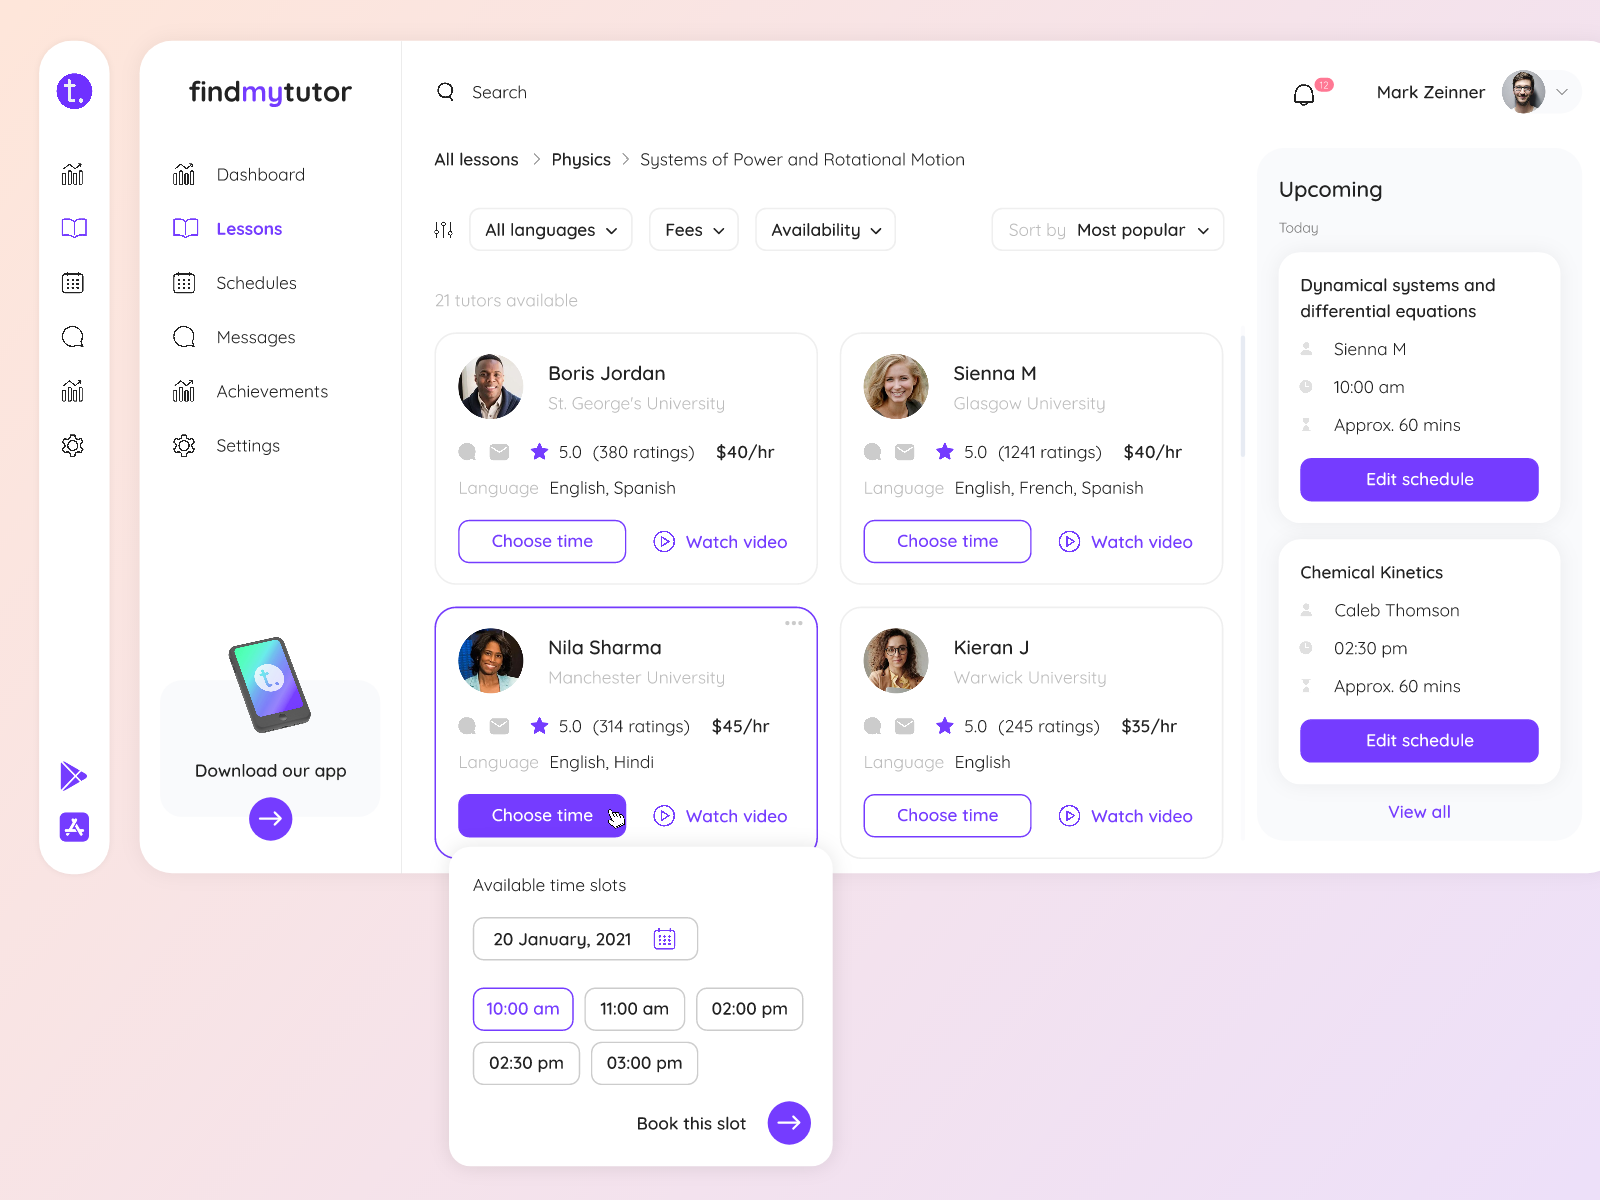 t.
findmytutor
Dashboard
Lessons
Schedules
Messages
Achievements
Settings
t.
Download our app
Search
12
Mark Zeinner
All lessons > Physics > Systems of Power and Rotational Motion
All languages Fees Availability Sort by Most popular
21 tutors available
Boris Jordan
St. George's University
5.0 (380 ratings) $40/hr
Language English, Spanish
Choose time Watch video
Sienna M
Glasgow University
5.0 (1241 ratings) $40/hr
Language English, French, Spanish
Choose time Watch video
Nila Sharma
Manchester University
5.0 (314 ratings) $45/hr
Language English, Hindi
Choose time Watch video
Kieran J
Warwick University
5.0 (245 ratings) $35/hr
Language English
Choose time Watch video
Available time slots
20 January, 2021
10:00 am 11:00 am 02:00 pm
02:30 pm 03:00 pm
Book this slot
Upcoming
Today
Dynamical systems and
differential equations
Sienna M
10:00 am
Approx. 60 mins
Edit schedule
Chemical Kinetics
Caleb Thomson
02:30 pm
Approx. 60 mins
Edit schedule
View all